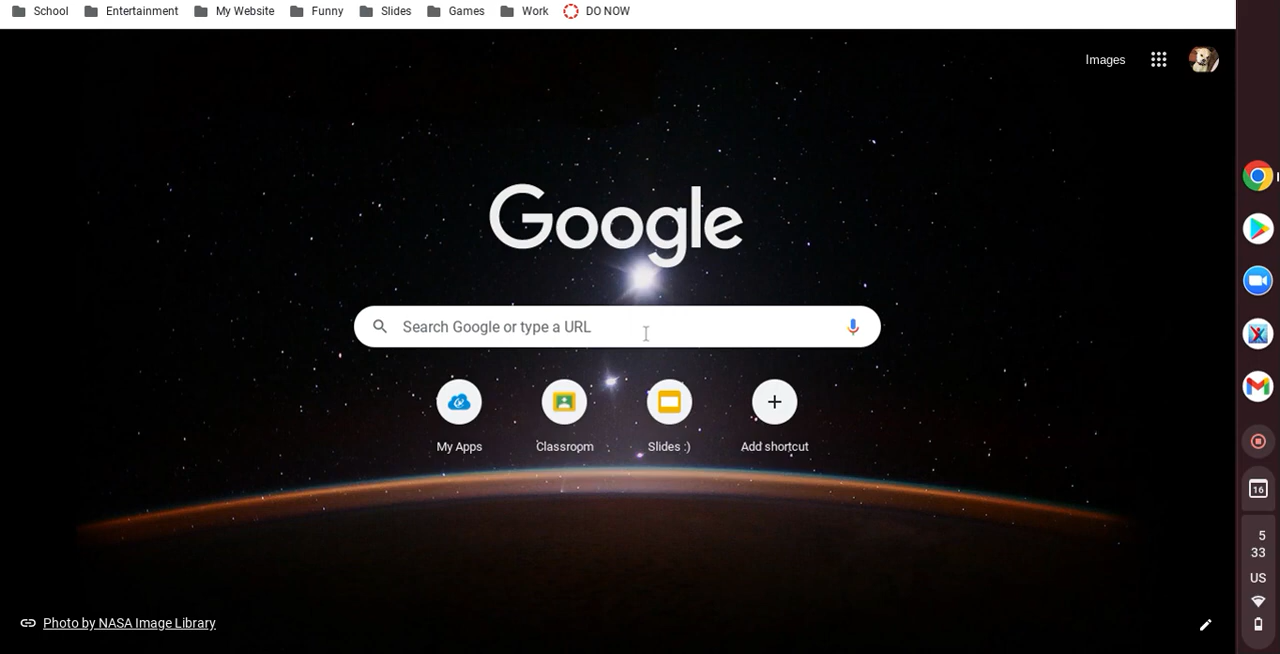 School Entertainment My Website Funny Slides Games Work DO NOW
Images
Google
Search Google or type a URL
My Apps Classroom Slides :) Add shortcut
Photo by NASA Image Library
16
5
33
US